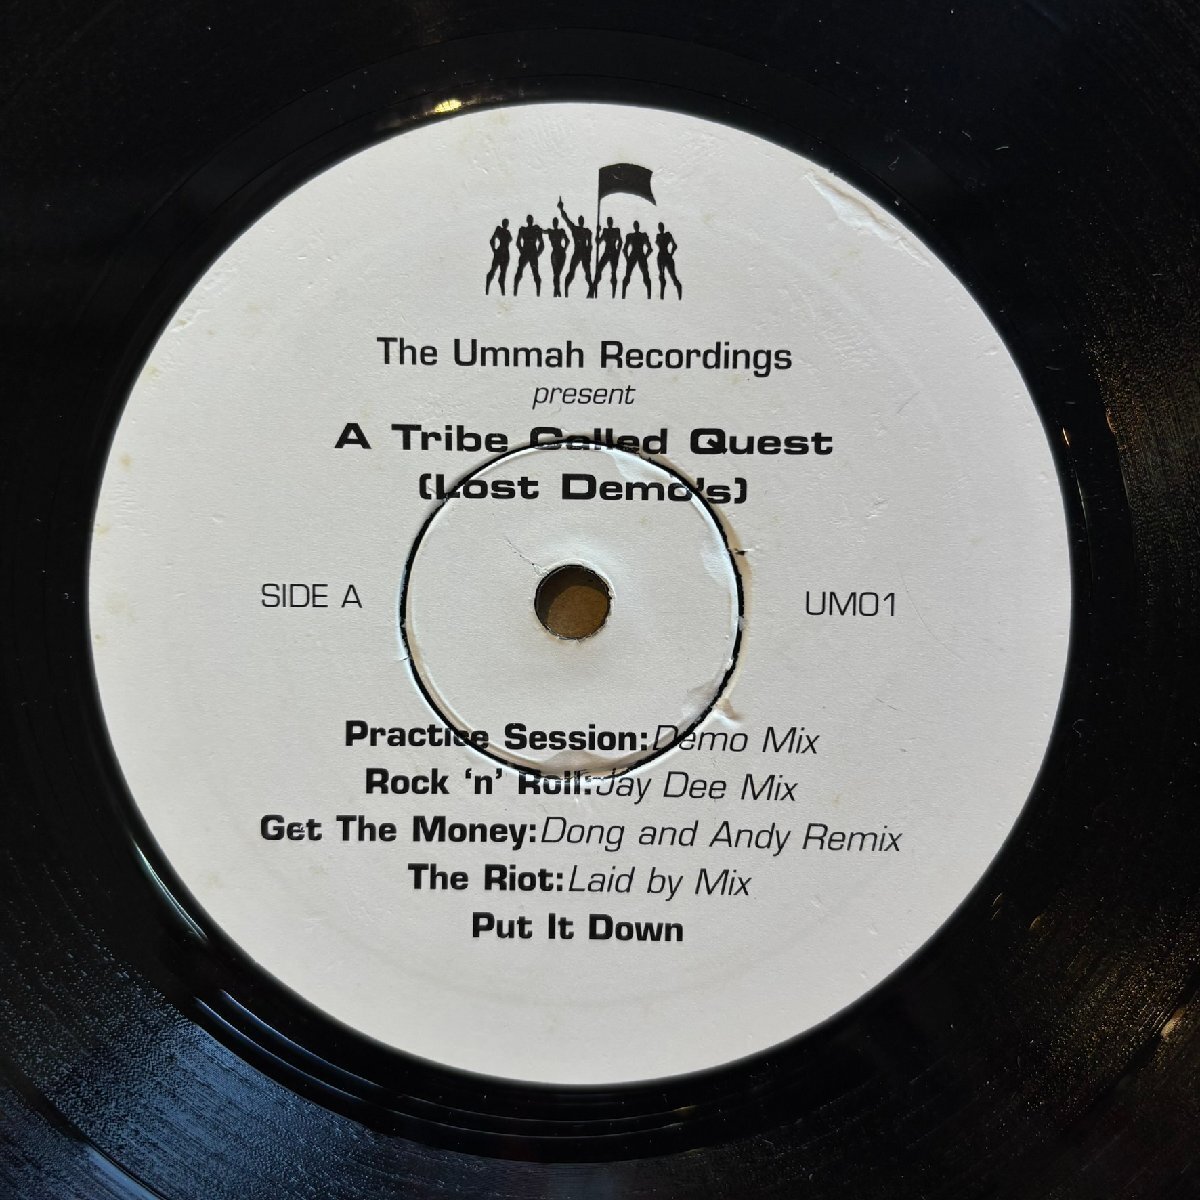 The Ummah Recordings
present
A Tribe Called Quest
(Lost Demo's)
SIDE A
UM01
Practice Session:Demo Mix
Rock ‘n’ Roll:Jay Dee Mix
Get The Money:Dong and Andy Remix
The Riot:Laid by Mix
Put It Down